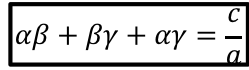 αβ + βγ + αγ = c/a